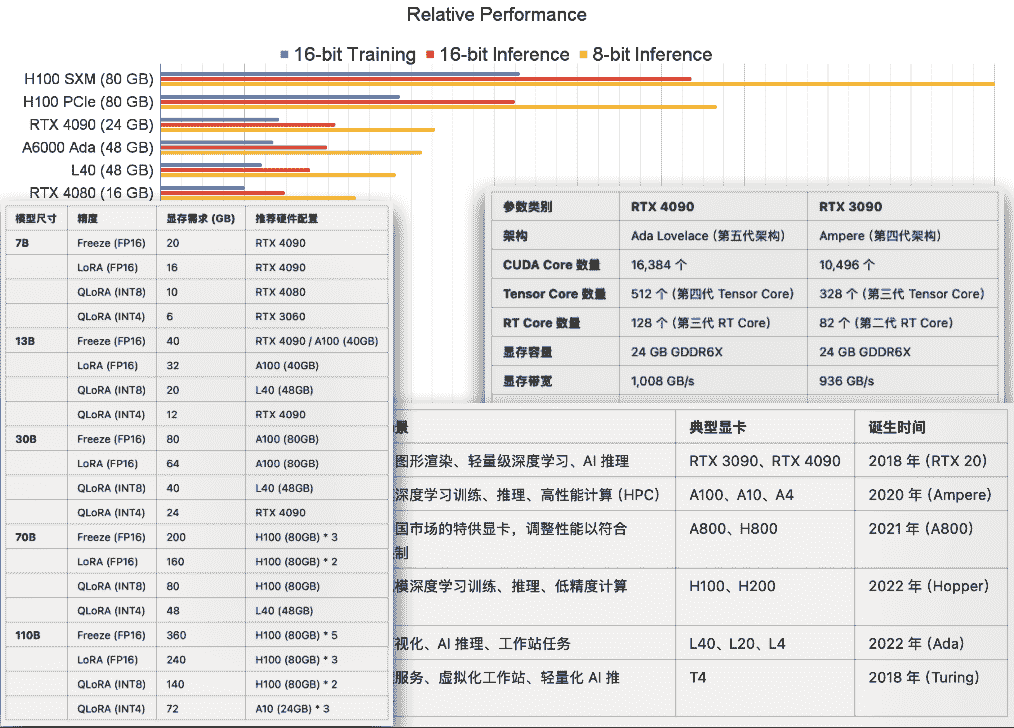 Relative Performance
16-bit Training 16-bit Inference 8-bit Inference
H100 SXM (80 GB)
H100 PCIe (80 GB)
RTX 4090 (24 GB)
A6000 Ada (48 GB)
L40 (48 GB)
RTX 4080 (16 GB)
模型尺寸 精度 显存需求 (GB) 推荐硬件配置
7B Freeze (FP16) 20 RTX 4090
LoRA (FP16) 16 RTX 4090
QLoRA (INT8) 10 RTX 4080
QLoRA (INT4) 6 RTX 3060
13B Freeze (FP16) 40 RTX 4090 / A100 (40GB)
LoRA (FP16) 32 A100 (40GB)
QLoRA (INT8) 20 L40 (48GB)
QLoRA (INT4) 12 RTX 4090
30B Freeze (FP16) 80 A100 (80GB)
LoRA (FP16) 64 A100 (80GB)
QLoRA (INT8) 40 L40 (48GB)
QLoRA (INT4) 24 RTX 4090
70B Freeze (FP16) 200 H100 (80GB) * 3
LoRA (FP16) 160 H100 (80GB) * 2
QLoRA (INT8) 80 H100 (80GB)
QLoRA (INT4) 48 L40 (48GB)
110B Freeze (FP16) 360 H100 (80GB) * 5
LoRA (FP16) 240 H100 (80GB) * 3
QLoRA (INT8) 140 H100 (80GB) * 2
QLoRA (INT4) 72 A10 (24GB) * 3
参数类别 RTX 4090 RTX 3090
架构 Ada Lovelace (第五代架构) Ampere (第四代架构)
CUDA Core 数量 16,384 个 10,496 个
Tensor Core 数量 512 个 (第四代 Tensor Core) 328 个 (第三代 Tensor Core)
RT Core 数量 128 个 (第三代 RT Core) 82 个 (第二代 RT Core)
显存容量 24 GB GDDR6X 24 GB GDDR6X
显存带宽 1,008 GB/s 936 GB/s
景 典型显卡 诞生时间
图形渲染、轻量级深度学习、AI 推理 RTX 3090、RTX 4090 2018 年 (RTX 20)
深度学习训练、推理、高性能计算 (HPC) A100、A10、A4 2020 年 (Ampere)
国市场的特供显卡，调整性能以符合 A800、H800 2021 年 (A800)
制
模深度学习训练、推理、低精度计算 H100、H200 2022 年 (Hopper)
视化、AI 推理、工作站任务 L40、L20、L4 2022 年 (Ada)
服务、虚拟化工作站、轻量化 AI 推 T4 2018 年 (Turing)